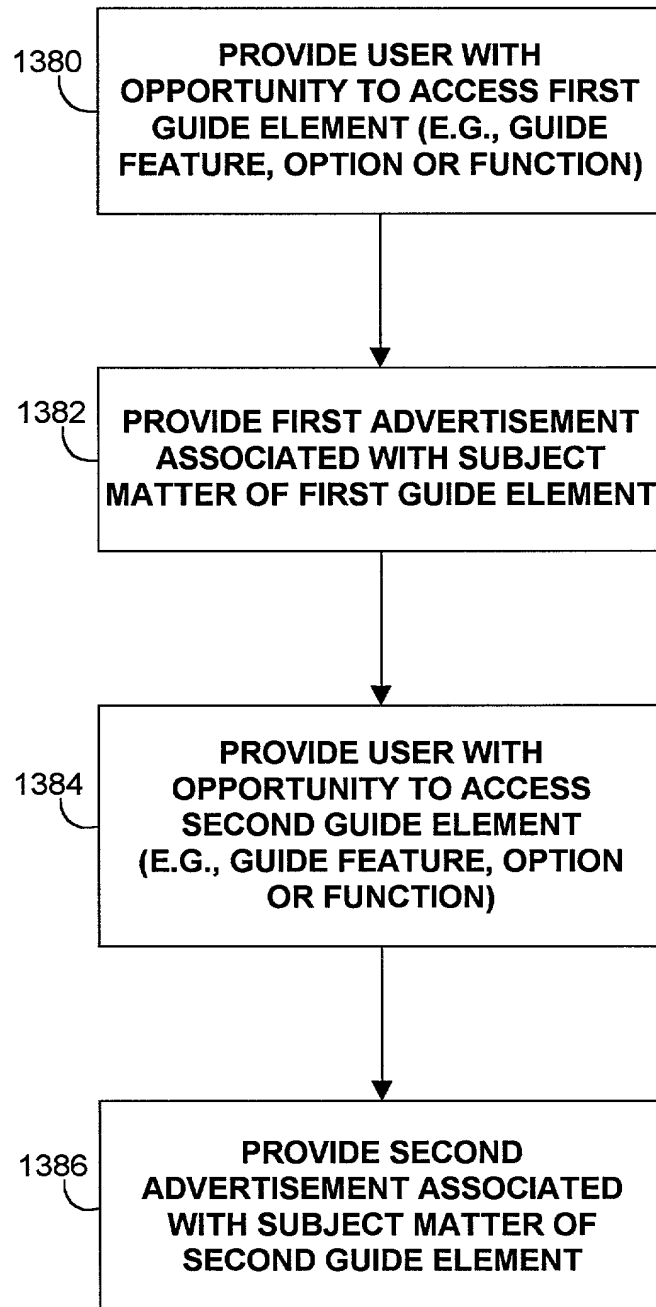 1380
PROVIDE USER WITH
OPPORTUNITY TO ACCESS FIRST
GUIDE ELEMENT (E.G., GUIDE
FEATURE, OPTION OR FUNCTION)
1382
PROVIDE FIRST ADVERTISEMENT
ASSOCIATED WITH SUBJECT
MATTER OF FIRST GUIDE ELEMENT
1384
PROVIDE USER WITH
OPPORTUNITY TO ACCESS
SECOND GUIDE ELEMENT
(E.G., GUIDE FEATURE, OPTION
OR FUNCTION)
1386
PROVIDE SECOND
ADVERTISEMENT ASSOCIATED
WITH SUBJECT MATTER OF
SECOND GUIDE ELEMENT